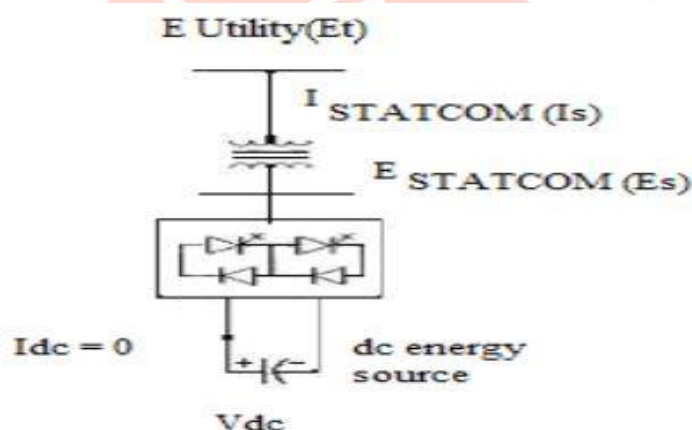 E Utility(Et)
I STATCOM (Is)
E STATCOM (Es)
Idc = 0
+ -
dc energy
source
Vdc